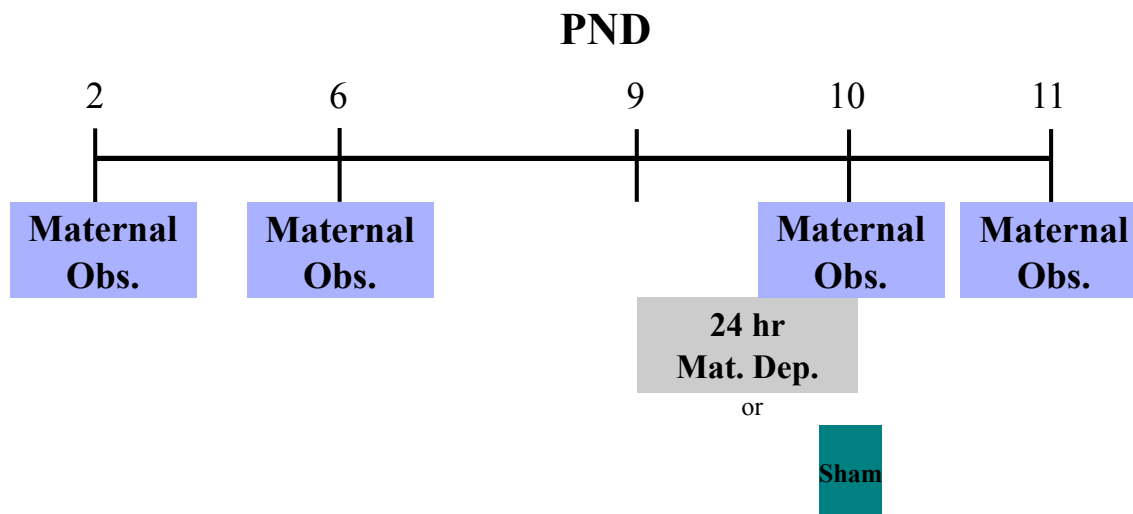 PND
2 6 9 10 11
Maternal Maternal Maternal Maternal
Obs. Obs. Obs. Obs.
24 hr
Mat. Dep.
or
Sham